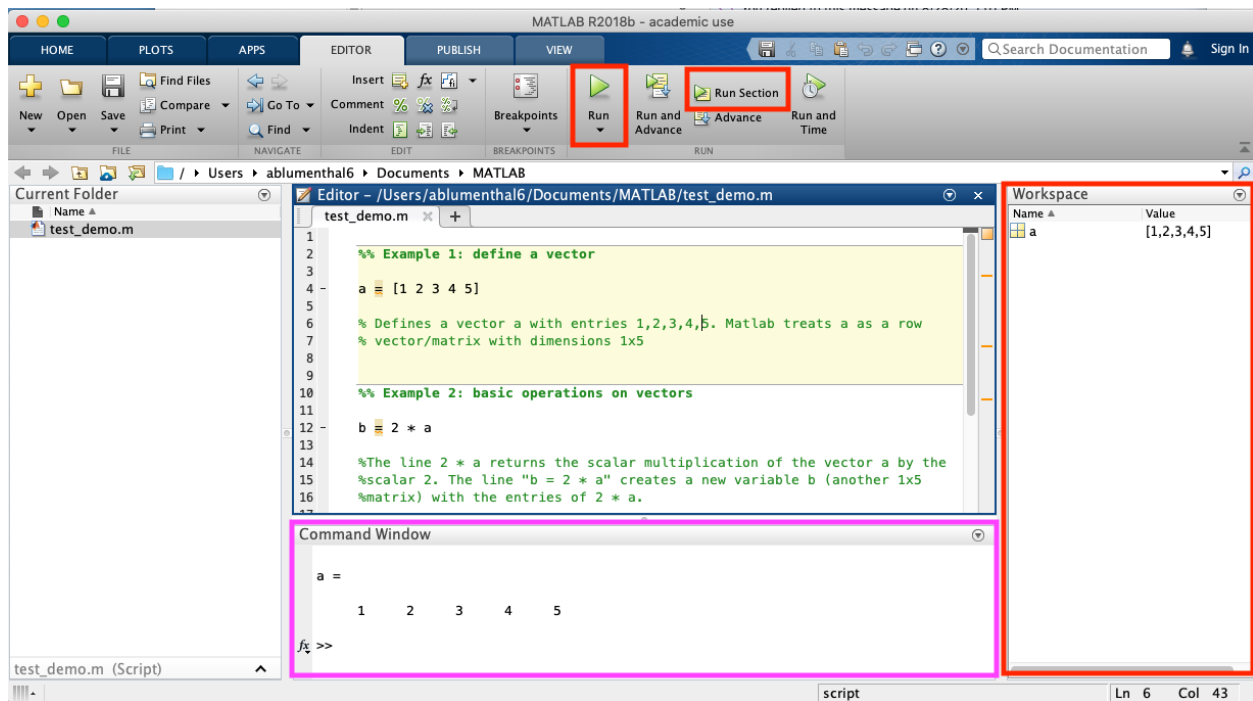 MATLAB R2018b - academic use
HOME PLOTS APPS EDITOR PUBLISH VIEW Search Documentation Sign In
New Open Save Find Files Compare Print
FILE
Go To Find
NAVIGATE
Insert fx
Comment %
Indent
EDIT
Breakpoints
BREAKPOINTS
Run Run and Advance Run Section Advance Run and Time
RUN
/ Users ablumenthal6 Documents MATLAB
Current Folder
Name
test_demo.m
Editor – /Users/ablumenthal6/Documents/MATLAB/test_demo.m
test_demo.m × +
1
2 %% Example 1: define a vector
3
4 – a = [1 2 3 4 5]
5
6 % Defines a vector a with entries 1,2,3,4,5. Matlab treats a as a row
7 % vector/matrix with dimensions 1x5
8
9
10 %% Example 2: basic operations on vectors
11
12 – b = 2 * a
13
14 %The line 2 * a returns the scalar multiplication of the vector a by the
15 %scalar 2. The line "b = 2 * a" creates a new variable b (another 1x5
16 %matrix) with the entries of 2 * a.
Command Window
a =
1 2 3 4 5
fx >>
Workspace
Name Value
a [1,2,3,4,5]
test_demo.m (Script)
script Ln 6 Col 43